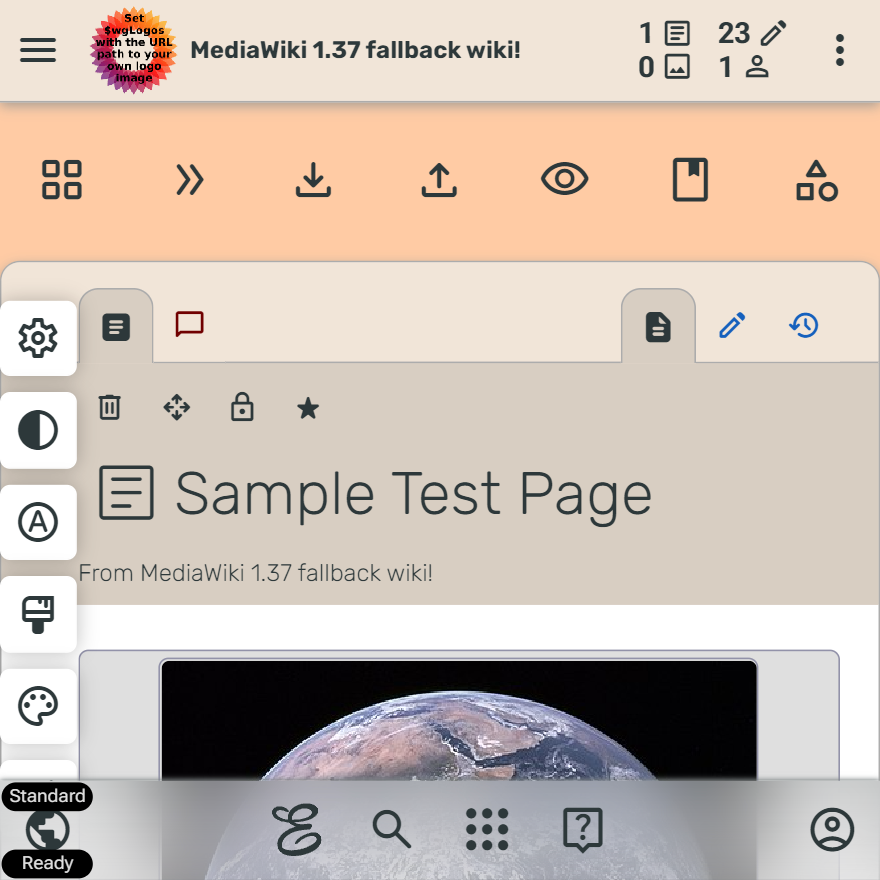 Set
$wgLogos
with the URL
path to your
own logo
image
MediaWiki 1.37 fallback wiki!
1
23
0
1
A
Sample Test Page
From MediaWiki 1.37 fallback wiki!
Standard
?
Ready